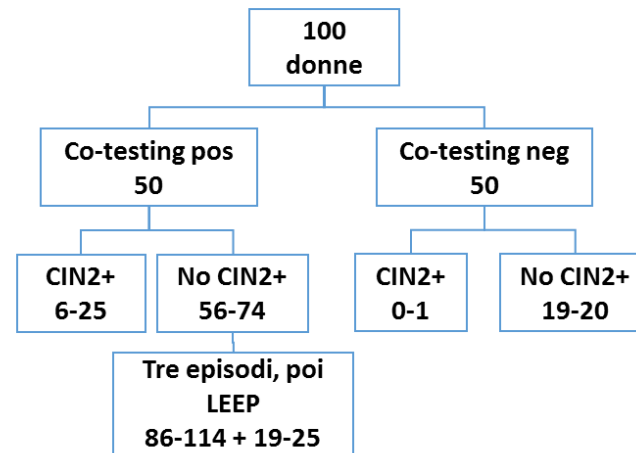 100
donne
Co-testing pos
50
Co-testing neg
50
CIN2+
6-25
No CIN2+
56-74
CIN2+
0-1
No CIN2+
19-20
Tre episodi, poi
LEEP
86-114 + 19-25